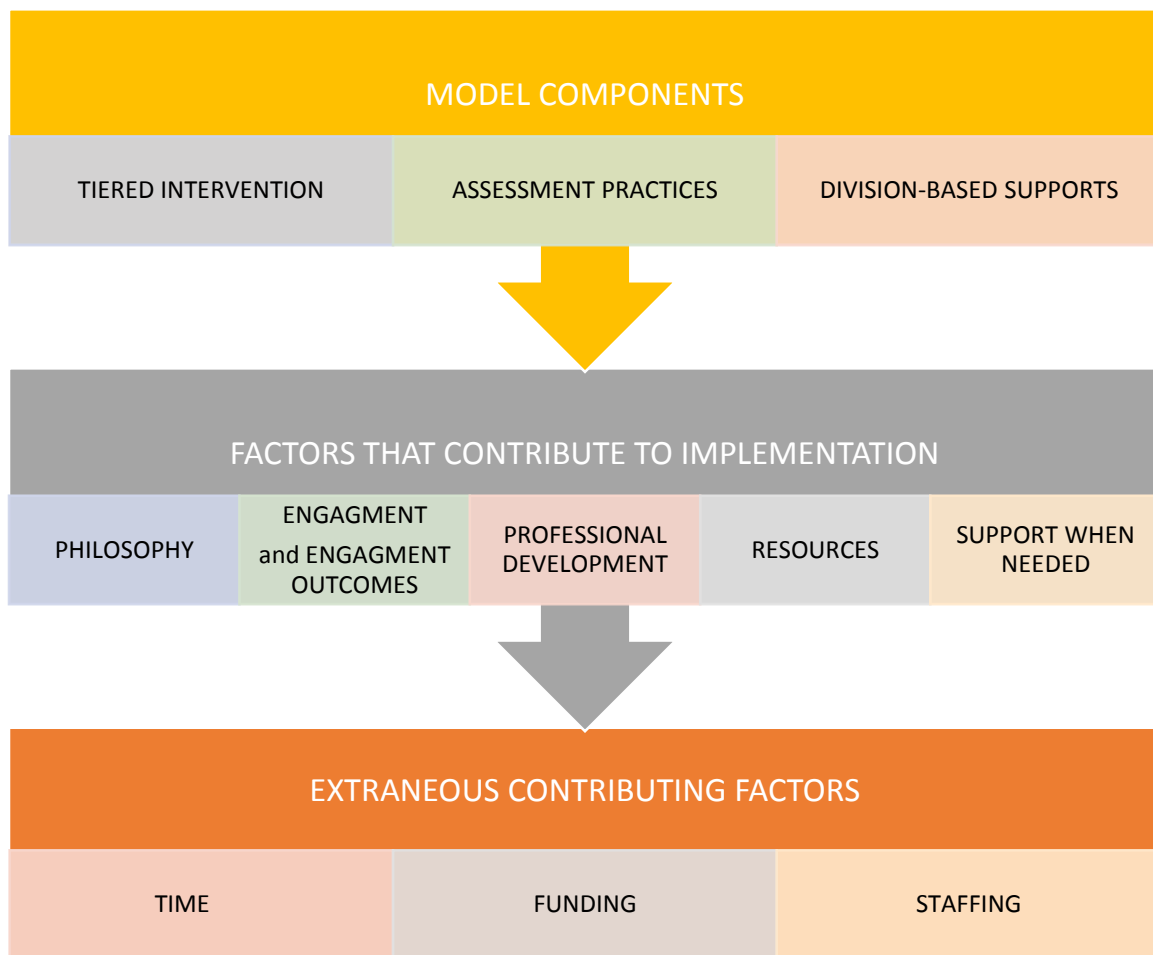 MODEL COMPONENTS
TIERED INTERVENTION
ASSESSMENT PRACTICES
DIVISION-BASED SUPPORTS
FACTORS THAT CONTRIBUTE TO IMPLEMENTATION
PHILOSOPHY
ENGAGMENT
and ENGAGMENT
OUTCOMES
PROFESSIONAL
DEVELOPMENT
RESOURCES
SUPPORT WHEN
NEEDED
EXTRANEOUS CONTRIBUTING FACTORS
TIME
FUNDING
STAFFING